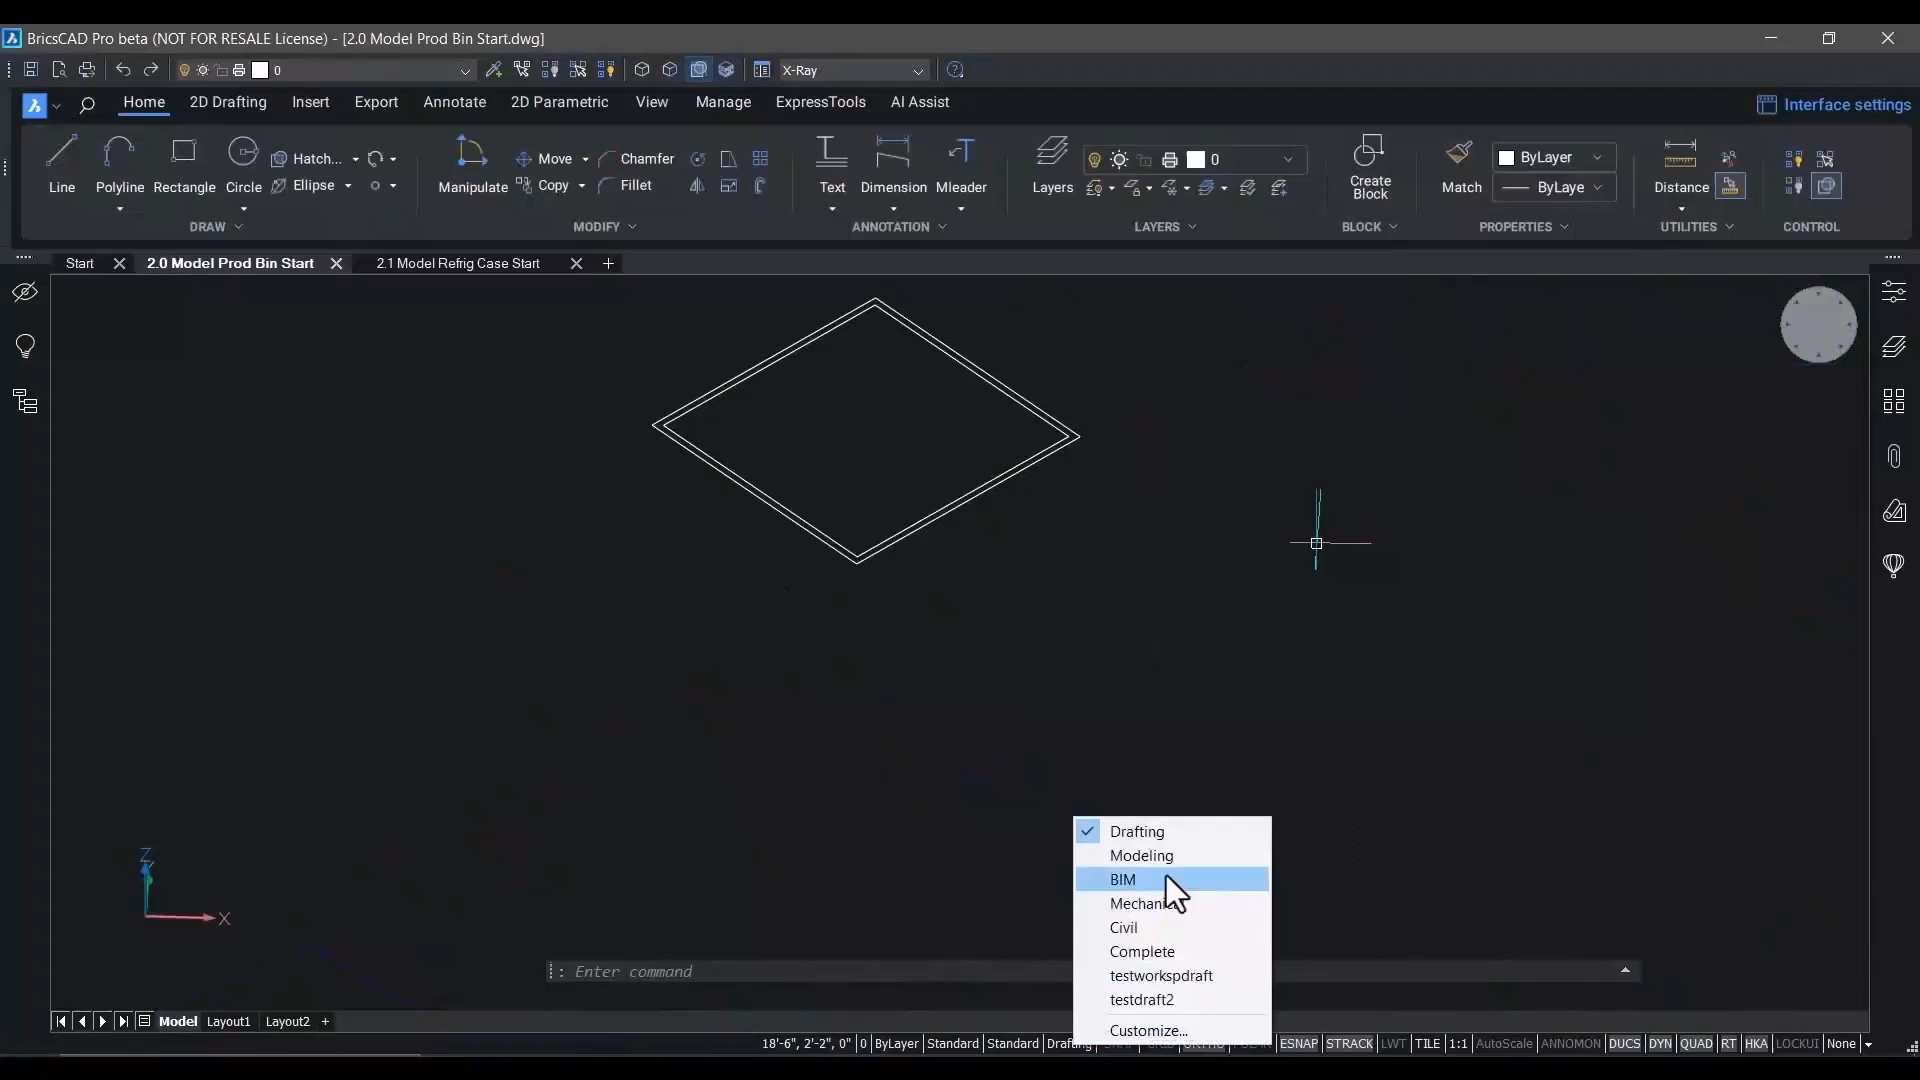 BricsCAD Pro beta (NOT FOR RESALE License) - [2.0 Model Prod Bin Start.dwg]
0
X-Ray
Home 2D Drafting Insert Export Annotate 2D Parametric View Manage ExpressTools AI Assist
Interface settings
Line Polyline Rectangle Circle
Hatch...
Ellipse
Manipulate
Move
Copy
Chamfer
Fillet
Text Dimension Mleader
Layers
0
Create
Block
Match
ByLayer
ByLaye
Distance
DRAW MODIFY ANNOTATION LAYERS BLOCK PROPERTIES UTILITIES CONTROL
Start 2.0 Model Prod Bin Start 2.1 Model Refrig Case Start +
Z
X
Drafting
Modeling
BIM
Civil
Complete
testworkspdraft
testdraft2
Customize...
: Enter command
Model Layout1 Layout2 +
18'-6", 2'-2", 0" 0 ByLayer Standard Standard ESNAP STRACK LWT TILE 1:1 AutoScale ANNOMON DUCS DYN QUAD RT HKA LOCKUI None